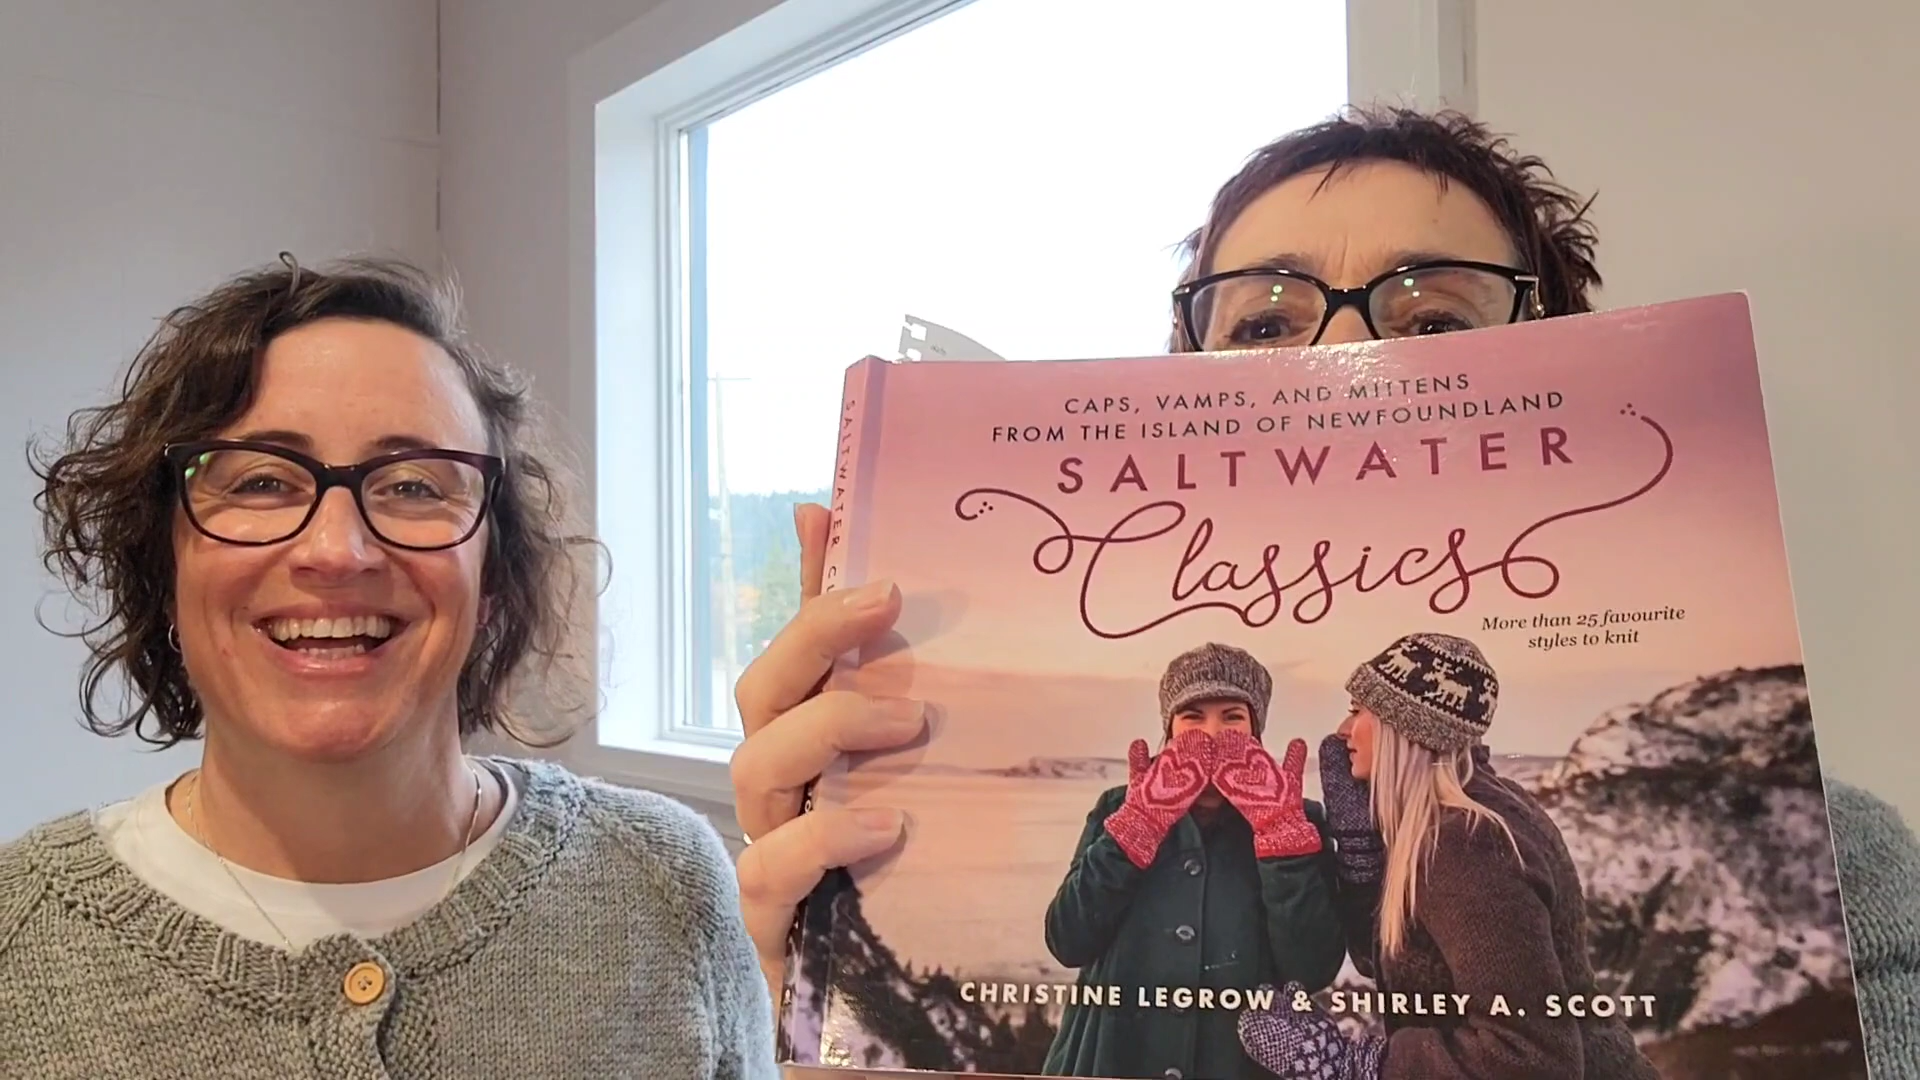 CAPS, VAMPS, AND MITTENS
FROM THE ISLAND OF NEWFOUNDLAND
SALTWATER
Classics
More than 25 favourite
styles to knit
CHRISTINE LEGROW & SHIRLEY A. SCOTT
SALTWATER